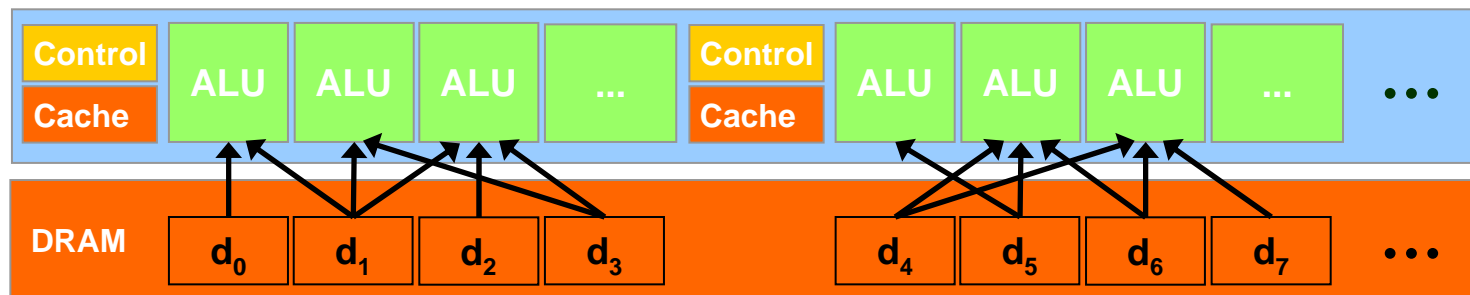 Control
Cache
ALU
ALU
ALU
...
Control
Cache
ALU
ALU
ALU
...
...
DRAM
d0
d1
d2
d3
d4
d5
d6
d7
...